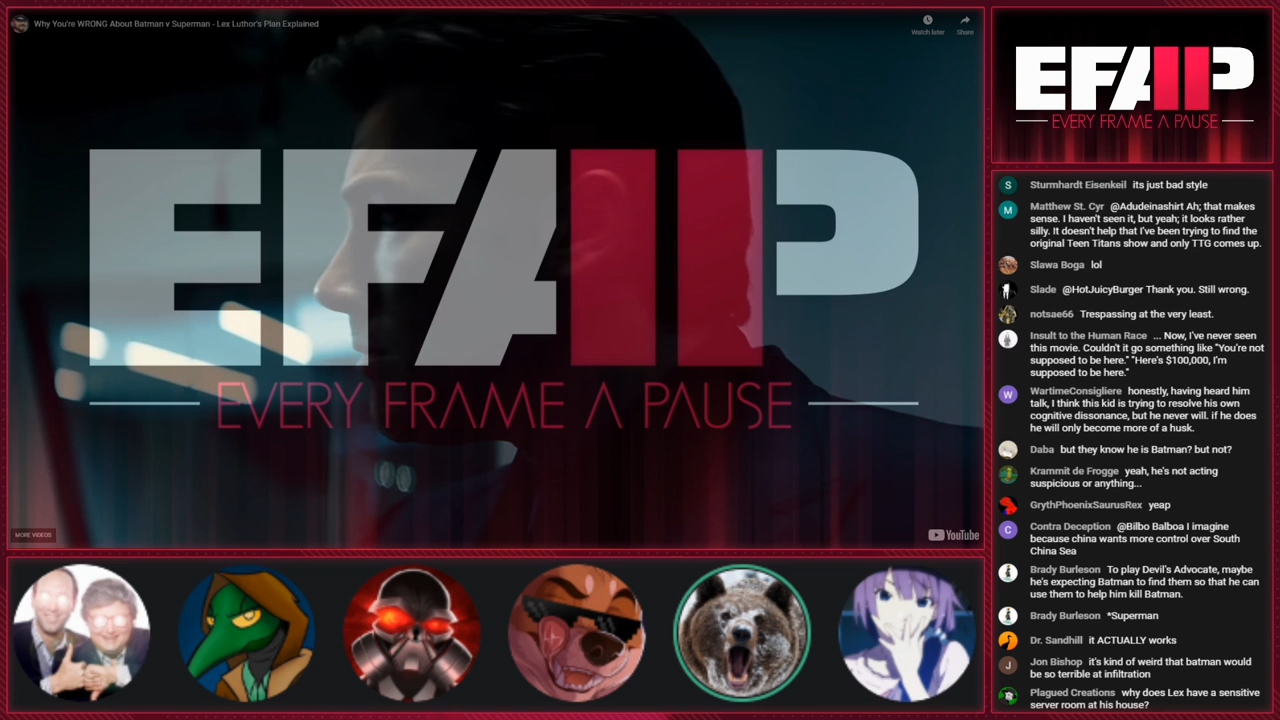 Why You're WRONG About Batman v Superman - Lex Luthor's Plan Explained
Watch later
Share
EFAP
EVERY FRAME A PAUSE
MORE VIDEOS
YouTube
EFAP
EVERY FRAME A PAUSE
S
Sturmhardt Eisenkeil its just bad style
M
Matthew St. Cyr @Adudeinashirt Ah; that makes
sense. I haven't seen it, but yeah; it looks rather
silly. It doesn't help that I've been trying to find the
original Teen Titans show and only TTG comes up.
Slawa Boga lol
Slade @HotJuicyBurger Thank you. Still wrong.
notsae66 Trespassing at the very least.
Insult to the Human Race ... Now, I've never seen
this movie. Couldn't it go something like "You're not
supposed to be here." "Here's $100,000, I'm
supposed to be here."
W
WartimeConsigliere honestly, having heard him
talk, I think this kid is trying to resolve his own
cognitive dissonance, but he never will. if he does
he will only become more of a husk.
Daba but they know he is Batman? but not?
Krammit de Frogge yeah, he's not acting
suspicious or anything...
GrythPhoenixSaurusRex yeap
C
Contra Deception @Bilbo Balboa I imagine
because china wants more control over South
China Sea
Brady Burleson To play Devil's Advocate, maybe
he's expecting Batman to find them so that he can
use them to help him kill Batman.
Brady Burleson *Superman
Dr. Sandhill it ACTUALLY works
J
Jon Bishop it's kind of weird that batman would
be so terrible at infiltration
Plagued Creations why does Lex have a sensitive
server room at his house?